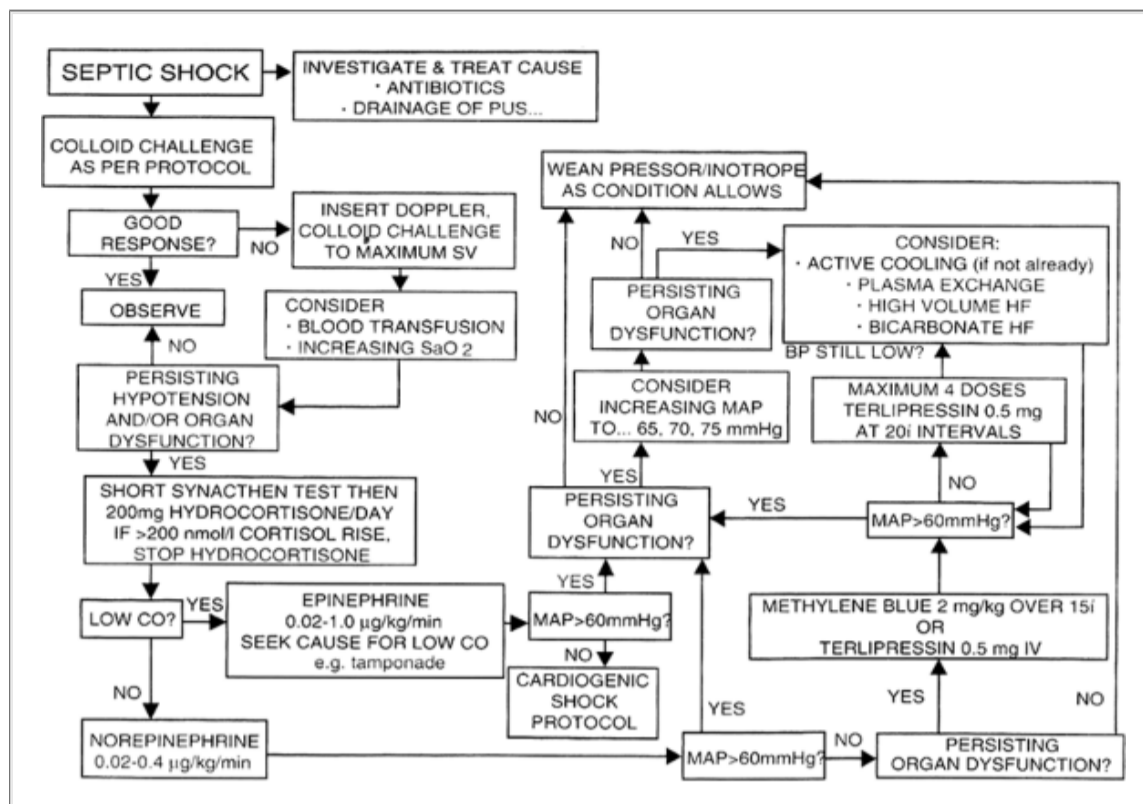 SEPTIC SHOCK
INVESTIGATE & TREAT CAUSE
· ANTIBIOTICS
· DRAINAGE OF PUS...
COLLOID CHALLENGE
AS PER PROTOCOL
GOOD
RESPONSE?
NO
INSERT DOPPLER,
COLLOID CHALLENGE
TO MAXIMUM SV
YES
OBSERVE
CONSIDER
· BLOOD TRANSFUSION
· INCREASING SaO 2
NO
PERSISTING
HYPOTENSION
AND/OR ORGAN
DYSFUNCTION?
YES
SHORT SYNACTHEN TEST THEN
200mg HYDROCORTISONE/DAY
IF >200 nmol/l CORTISOL RISE,
STOP HYDROCORTISONE
LOW CO?
YES
EPINEPHRINE
0.02-1.0 μg/kg/min
SEEK CAUSE FOR LOW CO
e.g. tamponade
MAP>60mmHg?
YES
NO
CARDIOGENIC
SHOCK
PROTOCOL
NO
NOREPINEPHRINE
0.02-0.4 μg/kg/min
MAP>60mmHg?
YES
NO
PERSISTING
ORGAN DYSFUNCTION?
YES
NO
METHYLENE BLUE 2 mg/kg OVER 15i
OR
TERLIPRESSIN 0.5 mg IV
MAP>60mmHg?
YES
NO
MAXIMUM 4 DOSES
TERLIPRESSIN 0.5 mg
AT 20i INTERVALS
BP STILL LOW?
CONSIDER:
· ACTIVE COOLING (if not already)
· PLASMA EXCHANGE
· HIGH VOLUME HF
· BICARBONATE HF
PERSISTING
ORGAN
DYSFUNCTION?
YES
NO
CONSIDER
INCREASING MAP
TO... 65, 70, 75 mmHg
PERSISTING
ORGAN
DYSFUNCTION?
NO
YES
WEAN PRESSOR/INOTROPE
AS CONDITION ALLOWS